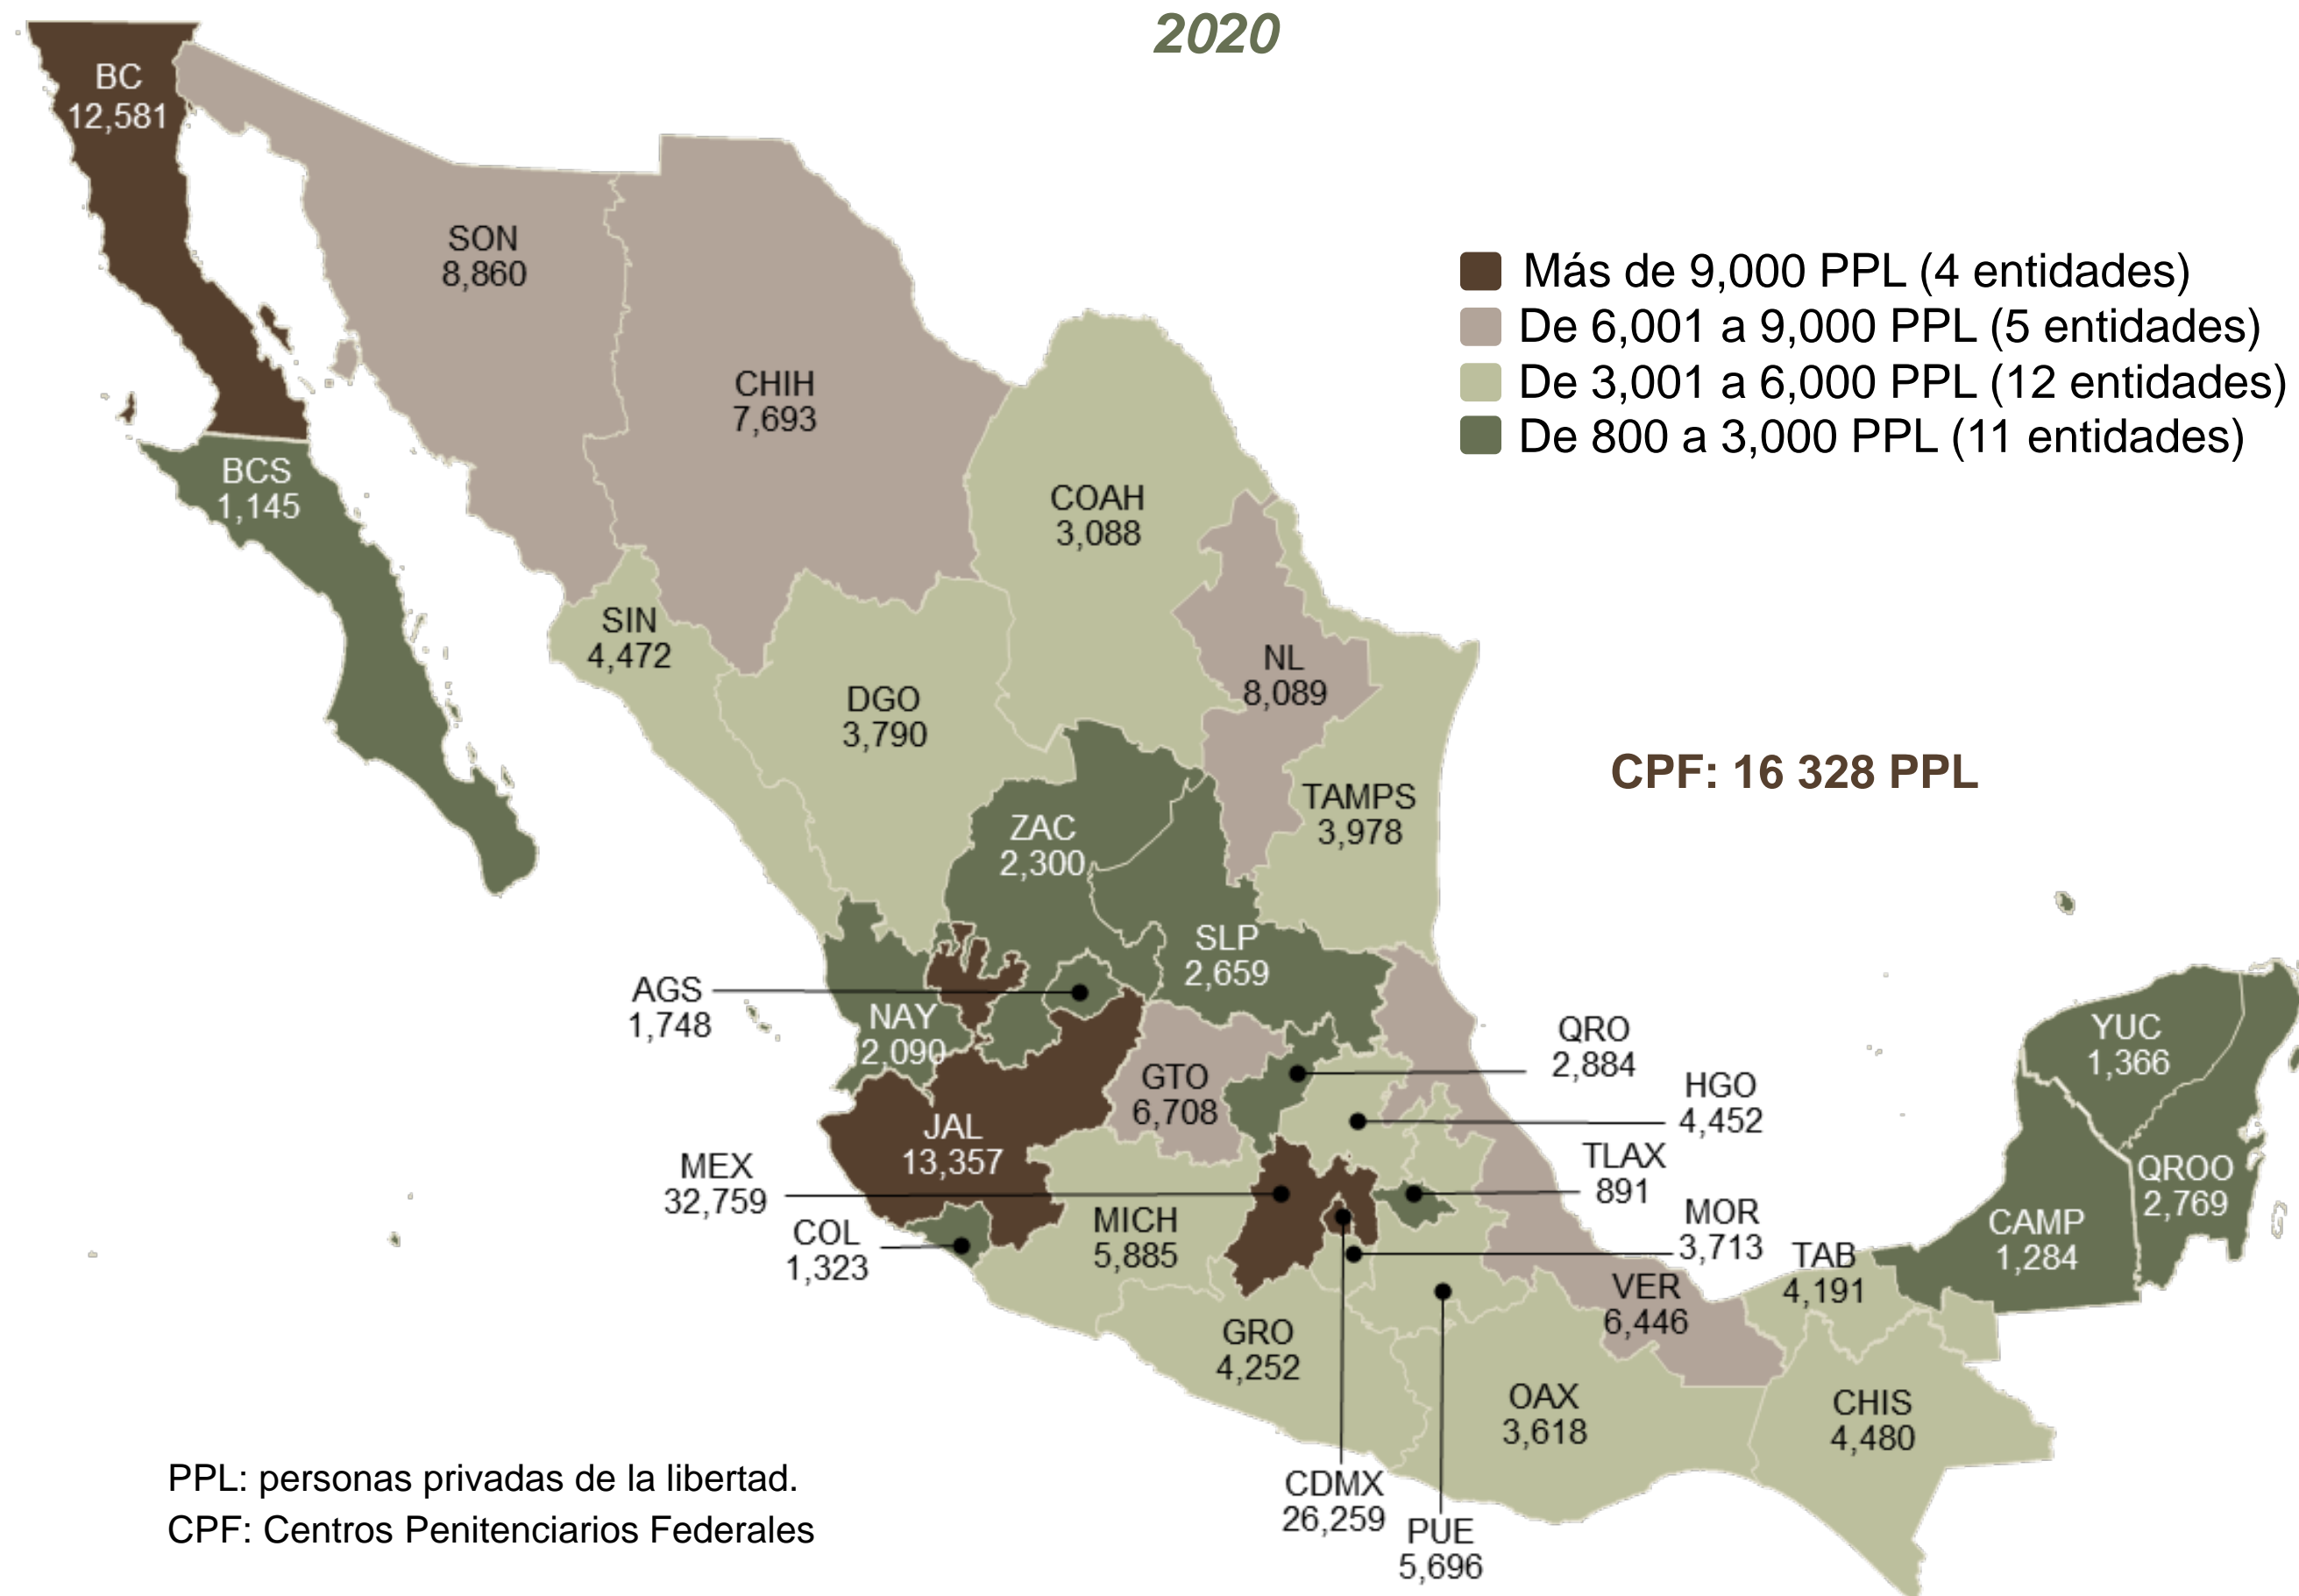 2020
BC
12,581
SON
8,860
Más de 9,000 PPL (4 entidades)
De 6,001 a 9,000 PPL (5 entidades)
De 3,001 a 6,000 PPL (12 entidades)
De 800 a 3,000 PPL (11 entidades)
CHIH
7,693
BCS
1,145
COAH
3,088
SIN
4,472
NL
8,089
DGO
3,790
CPF: 16 328 PPL
TAMPS
3,978
ZAC
2,300
SLP
2,659
AGS
1,748
NAY
2,090
QRO
2,884
YUC
1,366
GTO
6,708
HGO
4,452
JAL
13,357
TLAX
891
MEX
32,759
QROO
2,769
MOR
3,713
MICH
5,885
CAMP
1,284
COL
1,323
TAB
4,191
VER
6,446
GRO
4,252
OAX
3,618
CHIS
4,480
PPL: personas privadas de la libertad.
CPF: Centros Penitenciarios Federales
CDMX
26,259
PUE
5,696